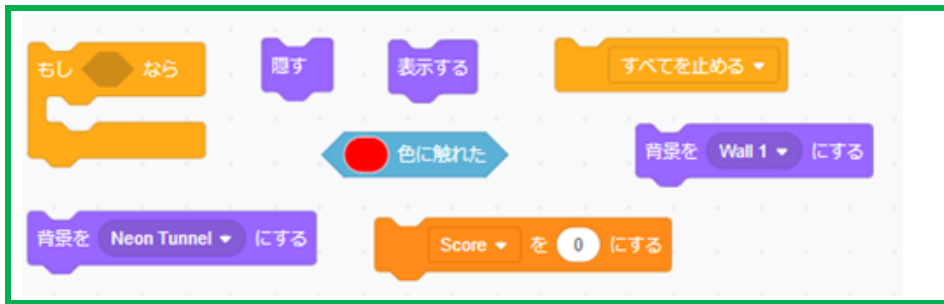 もし なら
隠す
表示する
すべてを止める
色に触れた
背景を Wall 1 にする
背景を Neon Tunnel にする
Score を 0 にする